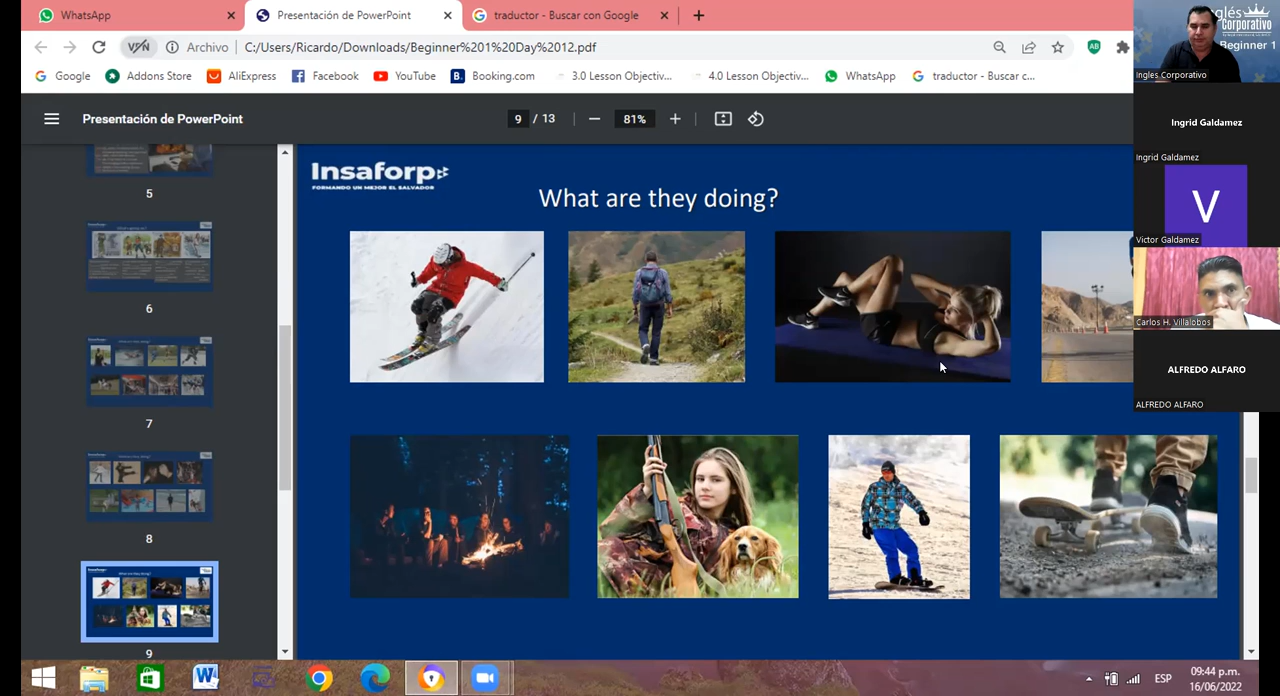 WhatsApp
Presentación de PowerPoint
traductor - Buscar con Google
VPN
Archivo
C:/Users/Ricardo/Downloads/Beginner%201%20Day%2012.pdf
Google
Addons Store
AliExpress
Facebook
YouTube
Booking.com
3.0 Lesson Objectiv...
4.0 Lesson Objectiv...
WhatsApp
traductor - Buscar c...
Presentación de PowerPoint
9 / 13
81%
5
6
7
8
9
Insaforp
FORMANDO UN MEJOR EL SALVADOR
What are they doing?
Inglés
Corporativo
Beginner 1
Ingles Corporativo
Ingrid Galdamez
Ingrid Galdamez
V
Victor Galdamez
Carlos H. Villalobos
ALFREDO ALFARO
ALFREDO ALFARO
ESP
09:44 p.m.
16/06/2022